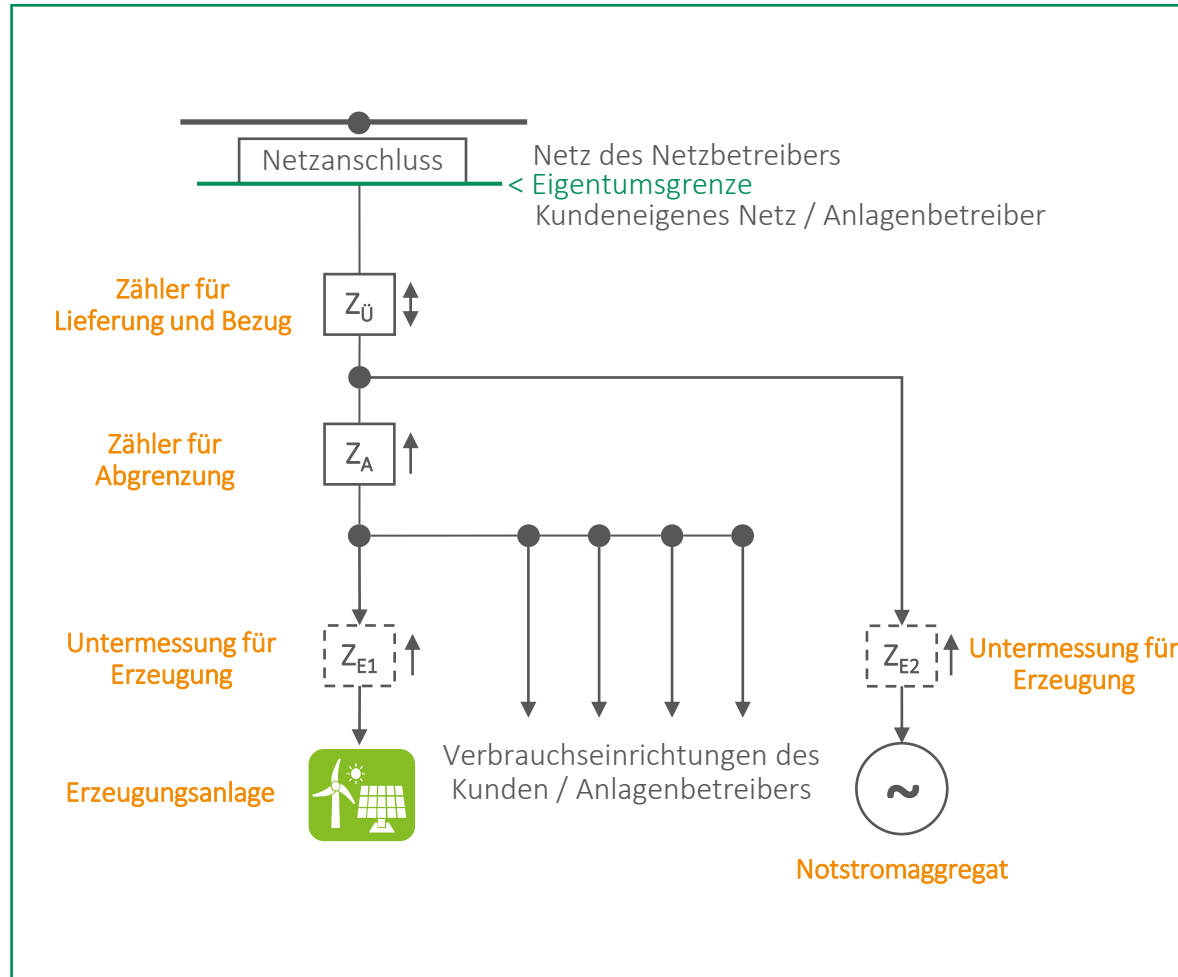 Netzanschluss
Netz des Netzbetreibers
< Eigentumsgrenze
Kundeneigenes Netz / Anlagenbetreiber
Zähler für
Lieferung und Bezug
ZÜ
Zähler für
Abgrenzung
ZA
Untermessung für
Erzeugung
ZE1
ZE2
Untermessung für
Erzeugung
Verbrauchseinrichtungen des
Kunden / Anlagenbetreibers
Erzeugungsanlage
~
Notstromaggregat